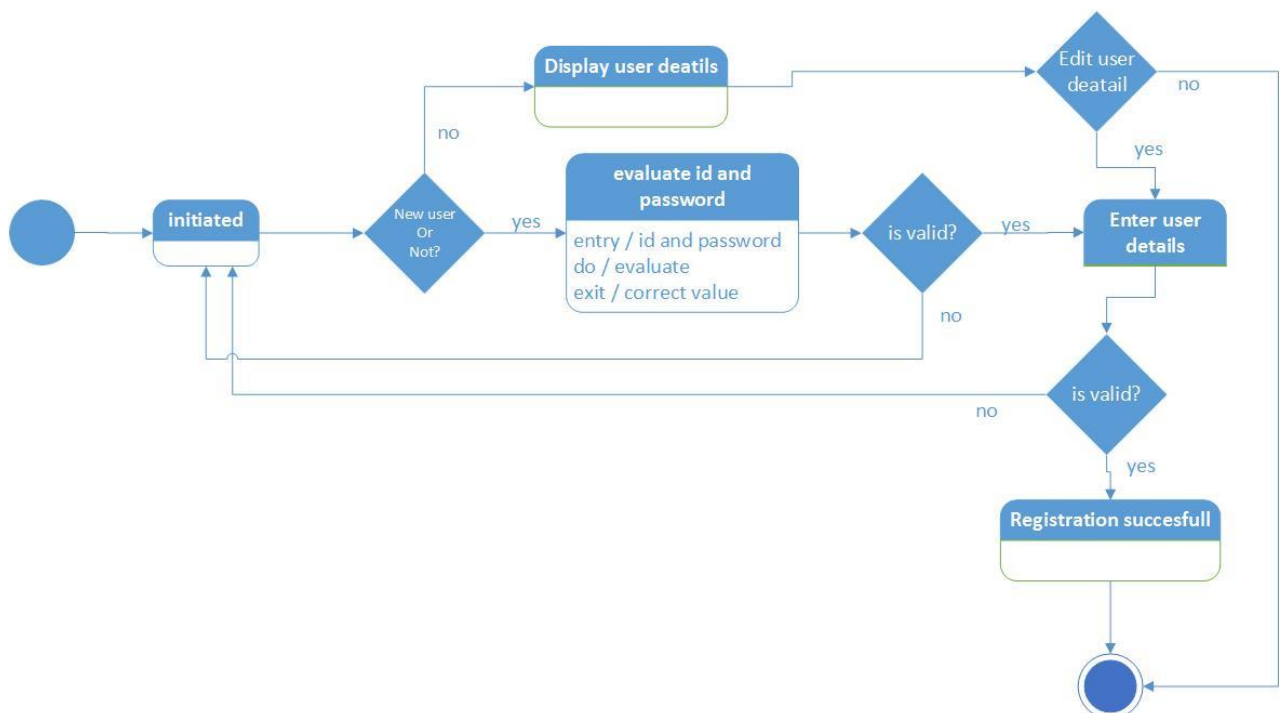 Display user deatils
Edit user
deatail
no
no
yes
initiated
New user
Or
Not?
yes
evaluate id and
password
entry / id and password
do / evaluate
exit / correct value
is valid?
yes
Enter user
details
no
is valid?
no
yes
Registration succesfull